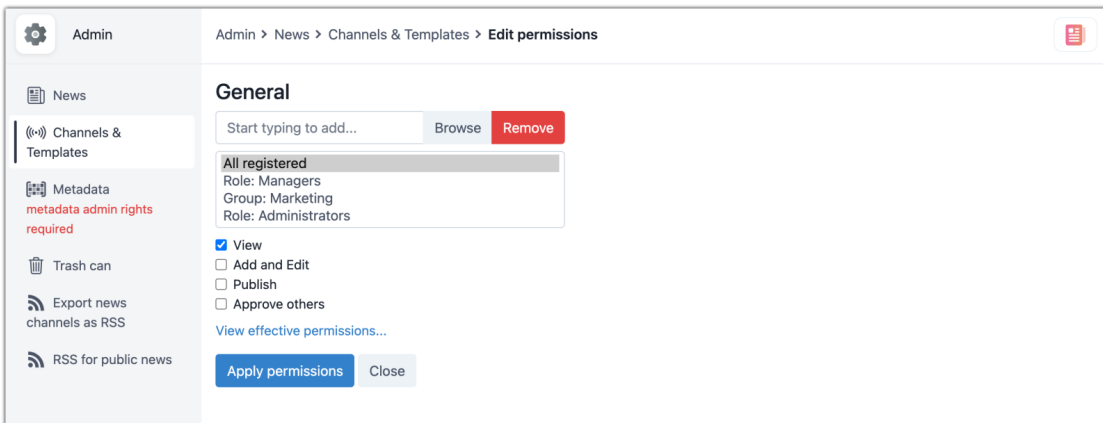 Admin
Admin > News > Channels & Templates > Edit permissions
News
Channels &
Templates
Metadata
metadata admin rights
required
Trash can
Export news
channels as RSS
RSS for public news
General
Start typing to add...
Browse
Remove
All registered
Role: Managers
Group: Marketing
Role: Administrators
View
Add and Edit
Publish
Approve others
View effective permissions...
Apply permissions
Close